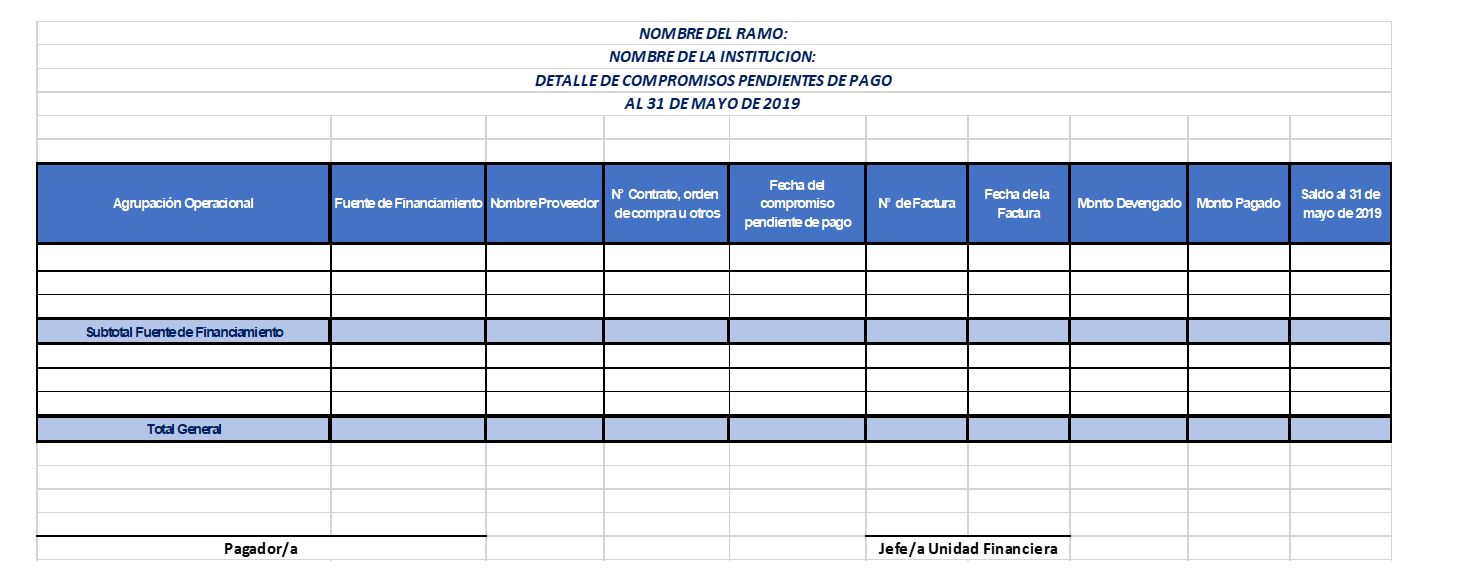 NOMBRE DEL RAMO:
NOMBRE DE LA INSTITUCION:
DETALLE DE COMPROMISOS PENDIENTES DE PAGO
AL 31 DE MAYO DE 2019
Agrupación Operacional
Fuente de Financiamiento
Nombre Proveedor
N° Contrato, orden
de compra u otros
Fecha del
compromiso
pendiente de pago
N° de Factura
Fecha de la
Factura
Monto Devengado
Monto Pagado
Saldo al 31 de
mayo de 2019
Subtotal Fuente de Financiamiento
Total General
Pagador/a
Jefe/a Unidad Financiera